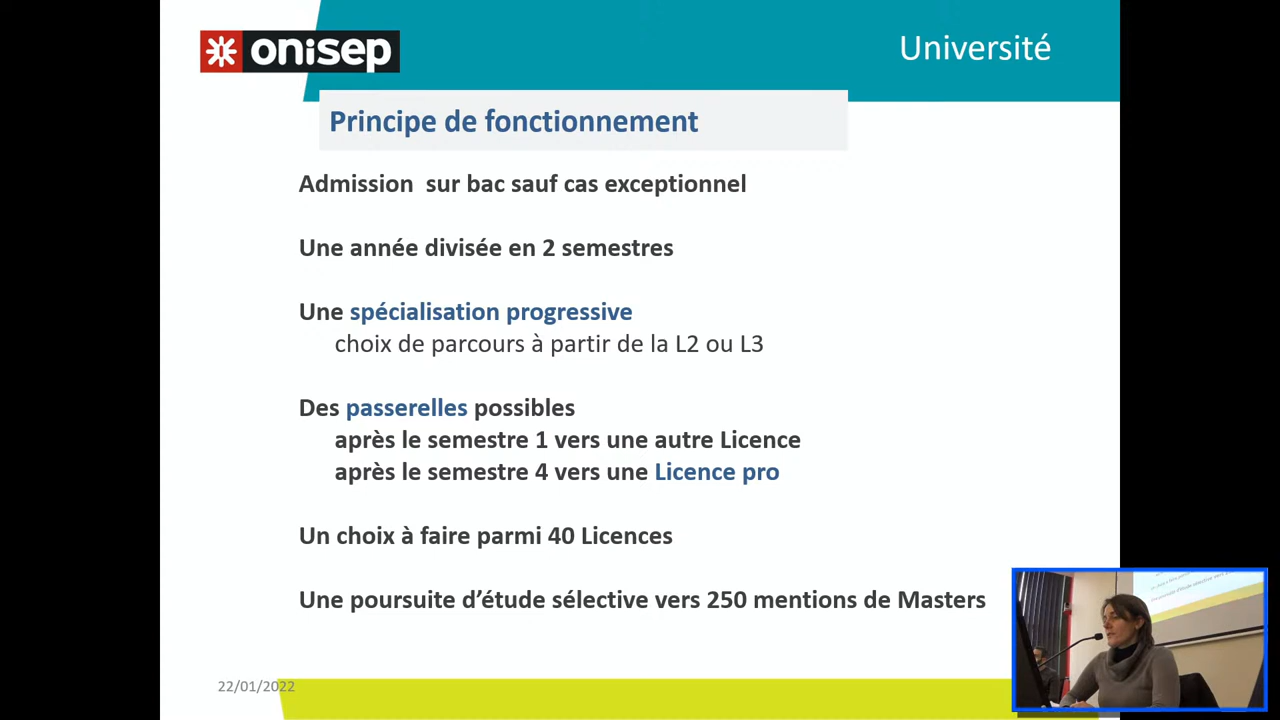 onisep
Université
Principe de fonctionnement
Admission sur bac sauf cas exceptionnel
Une année divisée en 2 semestres
Une spécialisation progressive
choix de parcours à partir de la L2 ou L3
Des passerelles possibles
après le semestre 1 vers une autre Licence
après le semestre 4 vers une Licence pro
Un choix à faire parmi 40 Licences
Une poursuite d’étude sélective vers 250 mentions de Masters
22/01/2022